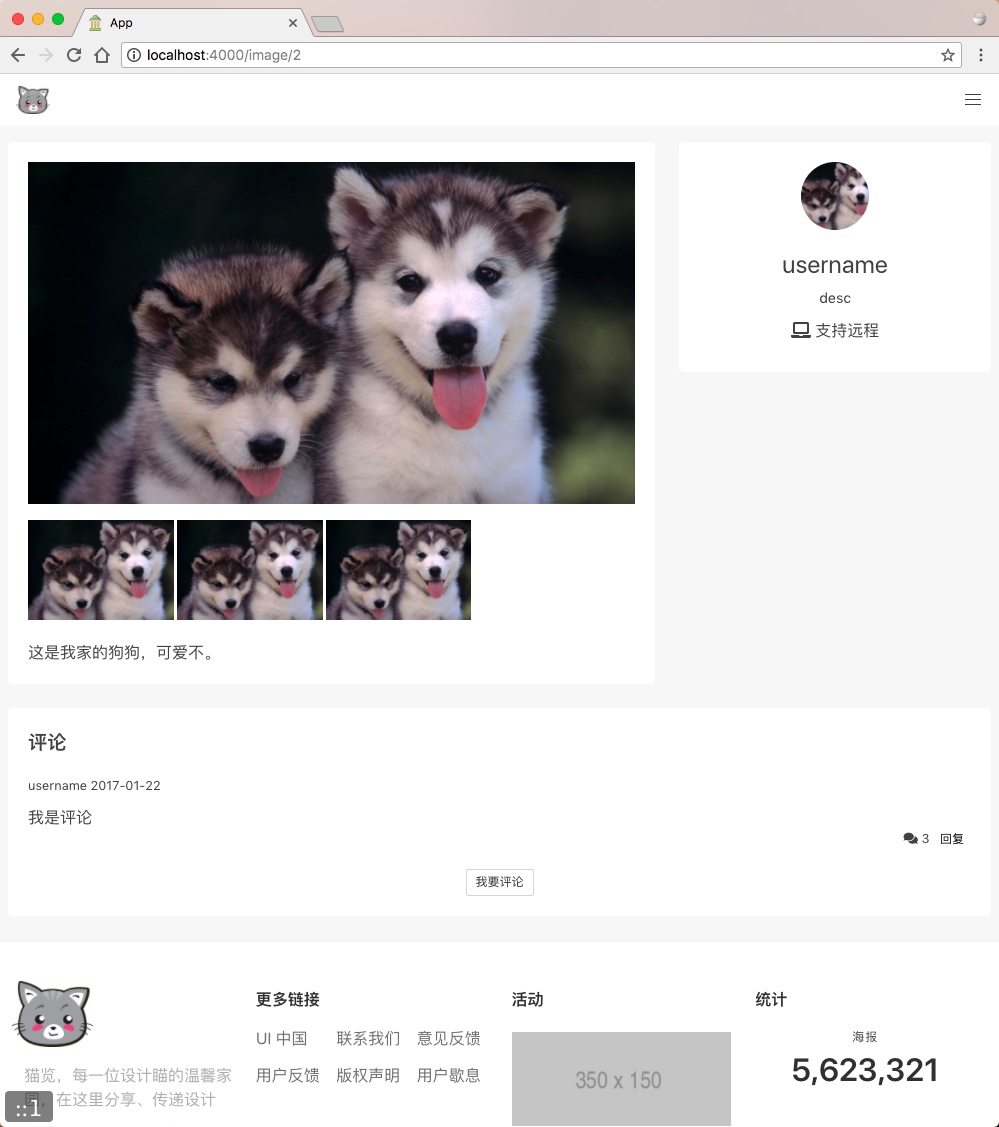 App
localhost:4000/image/2
username
desc
支持远程
这是我家的狗狗，可爱不。
评论
username 2017-01-22
我是评论
3 回复
我要评论
更多链接
UI 中国 联系我们 意见反馈
用户反馈 版权声明 用户歇息
活动
350 x 150
统计
海报
5,623,321
猫览，每一位设计瞄的温馨家
园，在这里分享、传递设计
::1